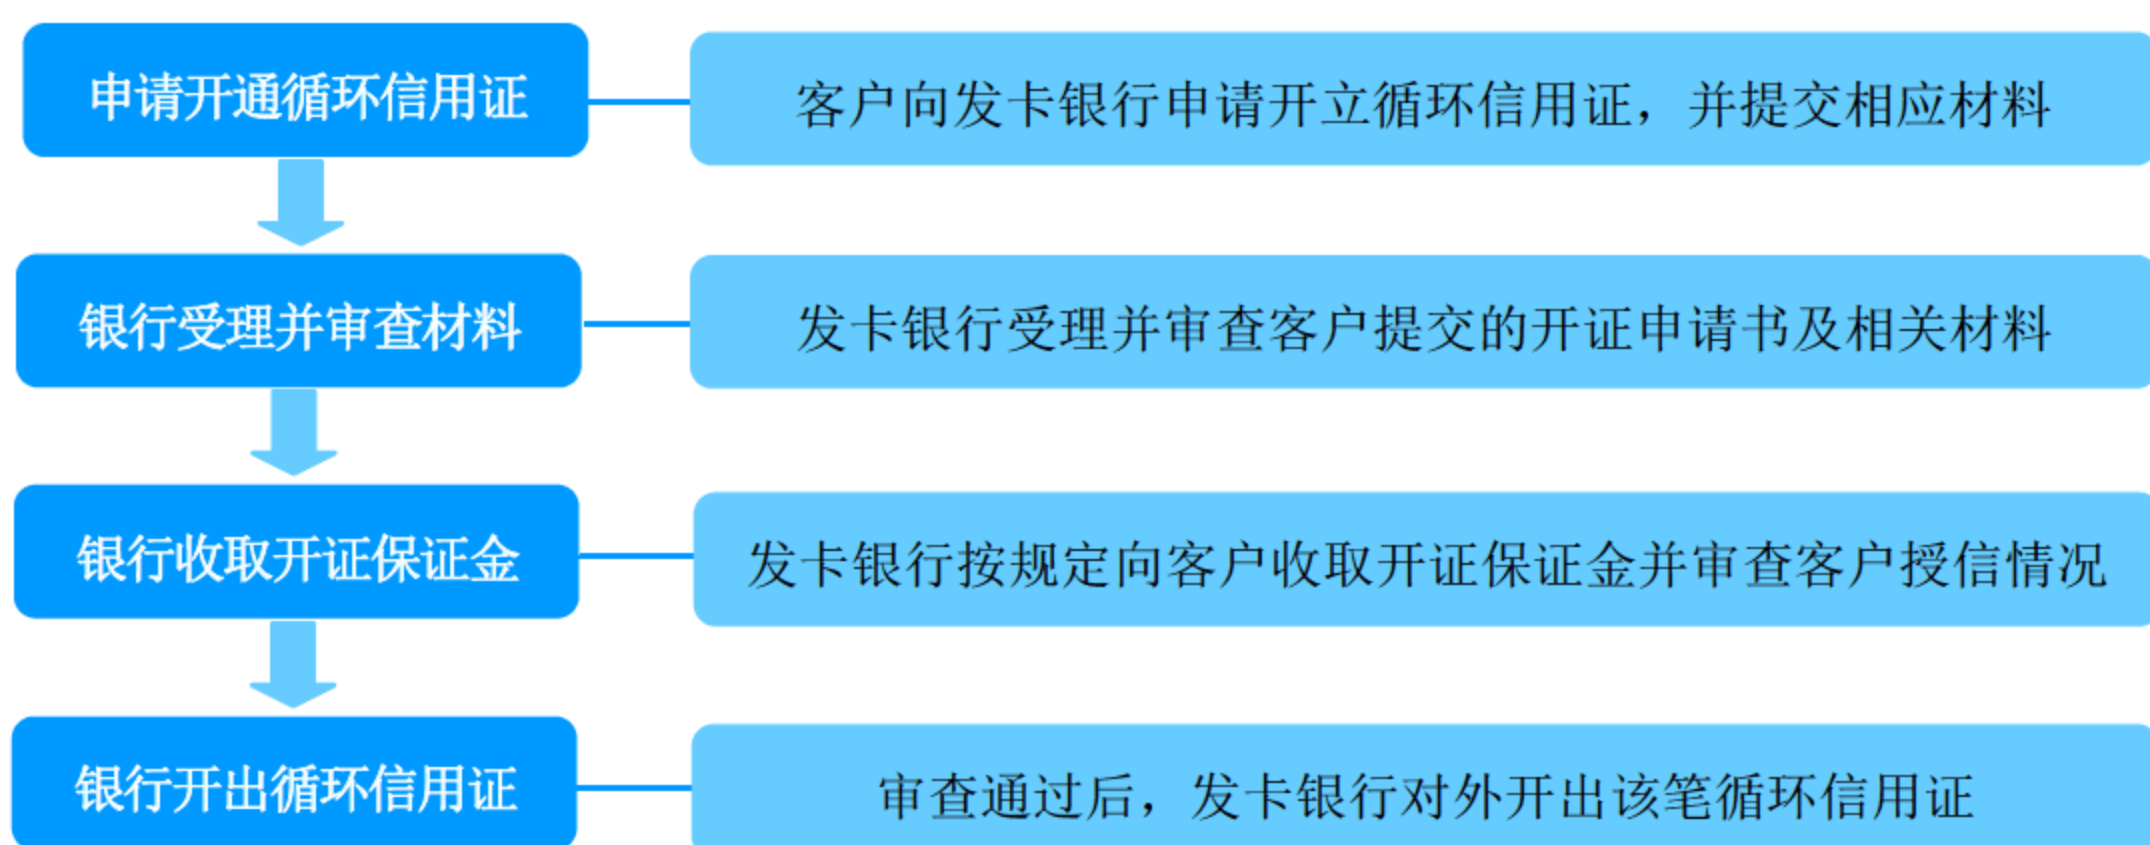 申请开通循环信用证
客户向发卡银行申请开立循环信用证，并提交相应材料
银行受理并审查材料
发卡银行受理并审查客户提交的开证申请书及相关材料
银行收取开证保证金
发卡银行按规定向客户收取开证保证金并审查客户授信情况
银行开出循环信用证
审查通过后，发卡银行对外开出该笔循环信用证